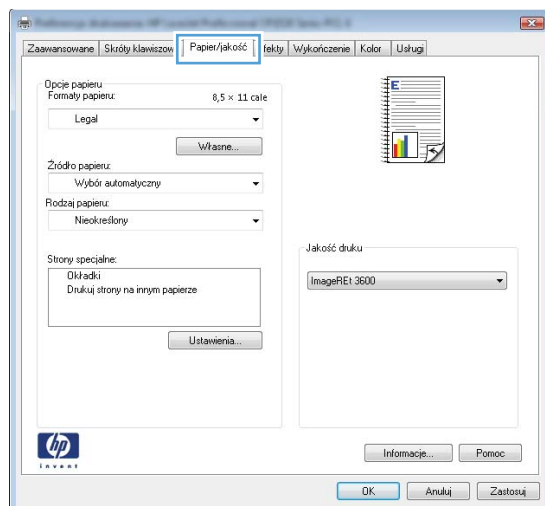 Zaawansowane Skróty klawiszow Papier/jakość fekty Wykończenie Kolor Usługi
Opcje papieru
Formaty papieru: 8,5 × 11 cale
Legal
Własne...
Źródło papieru:
Wybór automatyczny
Rodzaj papieru:
Nieokreślony
Strony specjalne:
Okładki
Drukuj strony na innym papierze
Ustawienia...
E
Jakość druku
ImageREt 3600
hp
invent
Informacje... Pomoc
OK Anuluj Zastosuj